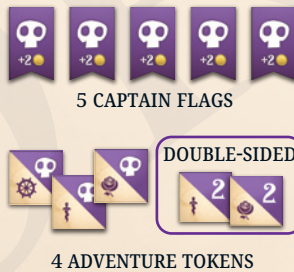 +2 +2 +2 +2 +2
5 CAPTAIN FLAGS
DOUBLE-SIDED
2 2
4 ADVENTURE TOKENS